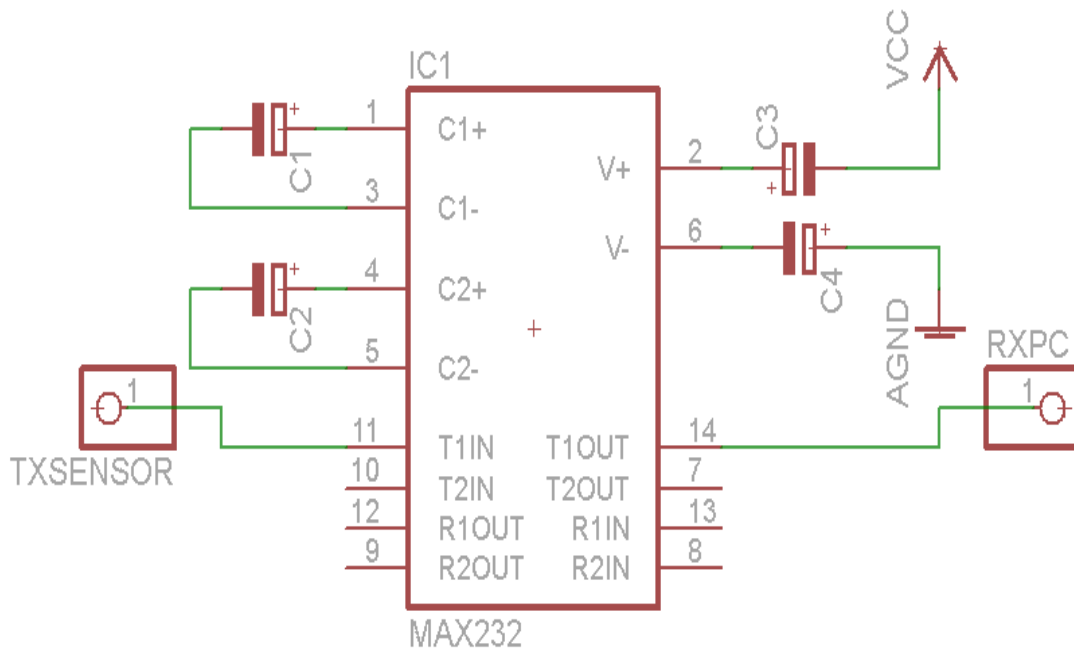 IC1
VCC
C1
1
C1+
3
C1-
C2
4
C2+
5
C2-
V+
2
C3
V-
6
C4
AGND
RXPC
1
1
TXSENSOR
11
T1IN
T1OUT
14
10
T2IN
T2OUT
7
12
R1OUT
R1IN
13
9
R2OUT
R2IN
8
MAX232